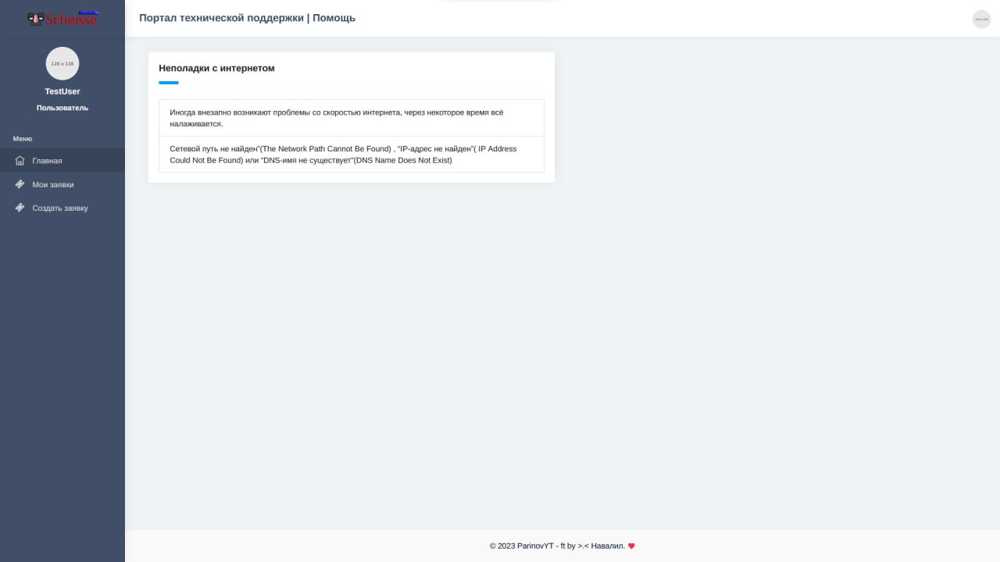 Scheisse
Портал технической поддержки | Помощь
128 x 128
128 x 128
TestUser
Пользователь
Меню
Главная
Мои заявки
Создать заявку
Неполадки с интернетом
Иногда внезапно возникают проблемы со скоростью интернета, через некоторое время всё
налаживается.
Сетевой путь не найден”(The Network Path Cannot Be Found) , “IP-адрес не найден”( IP Address
Could Not Be Found) или “DNS-имя не существует”(DNS Name Does Not Exist)
© 2023 ParinovYT - ft by >.< Навалил.